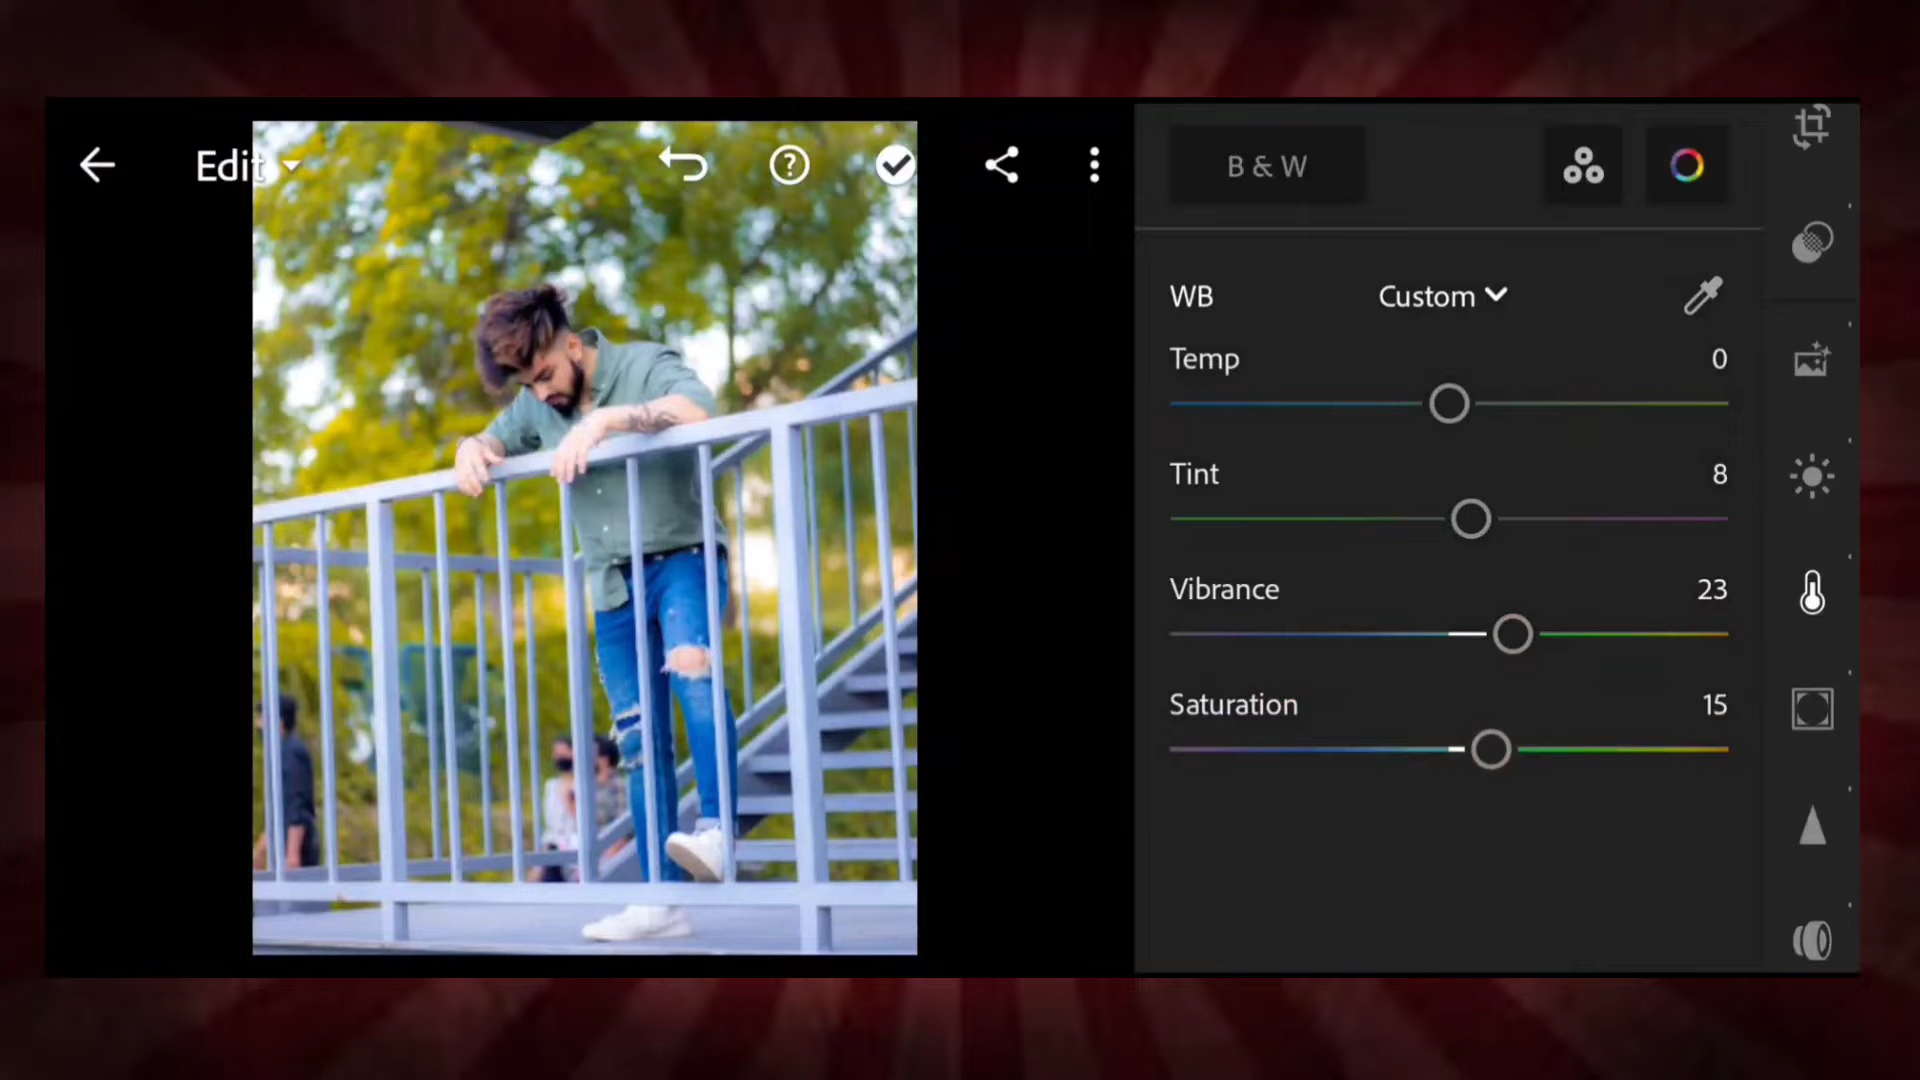 Edit
B & W
WB Custom
Temp 0
Tint 8
Vibrance 23
Saturation 15